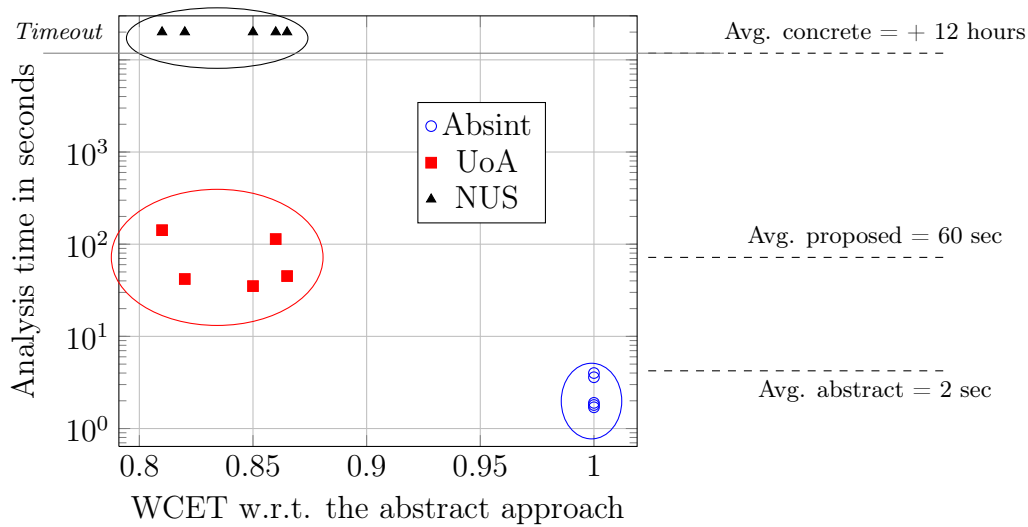 Timeout
Avg. concrete = + 12 hours
Absint
UoA
NUS
10^3
10^2
10^1
10^0
Analysis time in seconds
Avg. proposed = 60 sec
Avg. abstract = 2 sec
0.8 0.85 0.9 0.95 1
WCET w.r.t. the abstract approach